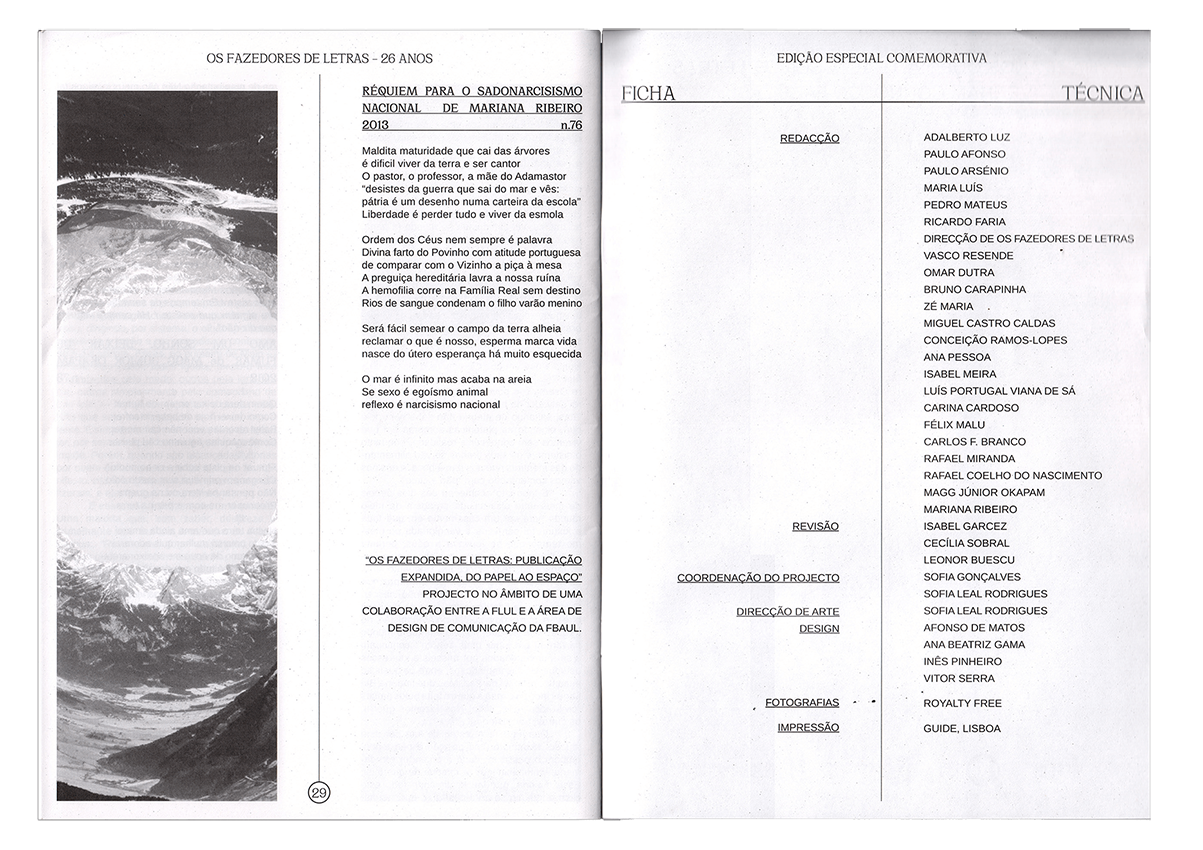 OS FAZEDORES DE LETRAS - 26 ANOS
RÉQUIEM PARA O SADONARCISISMO
NACIONAL DE MARIANA RIBEIRO
2013 n.76
Maldita maturidade que cai das árvores
é dificil viver da terra e ser cantor
O pastor, o professor, a mãe do Adamastor
"desistes da guerra que sai do mar e vês:
pátria é um desenho numa carteira da escola"
Liberdade é perder tudo e viver da esmola
Ordem dos Céus nem sempre é palavra
Divina farto do Povinho com atitude portuguesa
de comparar com o Vizinho a piça à mesa
A preguiça hereditária lavra a nossa ruína
A hemofilia corre na Família Real sem destino
Rios de sangue condenam o filho varão menino
Será fácil semear o campo da terra alheia
reclamar o que é nosso, esperma marca vida
nasce do útero esperança há muito esquecida
O mar é infinito mas acaba na areia
Se sexo é egoísmo animal
reflexo é narcisismo nacional
"OS FAZEDORES DE LETRAS: PUBLICAÇÃO
EXPANDIDA, DO PAPEL AO ESPAÇO"
PROJECTO NO ÂMBITO DE UMA
COLABORAÇÃO ENTRE A FLUL E A ÁREA DE
DESIGN DE COMUNICAÇÃO DA FBAUL.
29
EDIÇÃO ESPECIAL COMEMORATIVA
FICHA TÉCNICA
REDACÇÃO ADALBERTO LUZ
PAULO AFONSO
PAULO ARSÉNIO
MARIA LUÍS
PEDRO MATEUS
RICARDO FARIA
DIRECÇÃO DE OS FAZEDORES DE LETRAS
VASCO RESENDE
OMAR DUTRA
BRUNO CARAPINHA
ZÉ MARIA
MIGUEL CASTRO CALDAS
CONCEIÇÃO RAMOS-LOPES
ANA PESSOA
ISABEL MEIRA
LUÍS PORTUGAL VIANA DE SÁ
CARINA CARDOSO
FÉLIX MALU
CARLOS F. BRANCO
RAFAEL MIRANDA
RAFAEL COELHO DO NASCIMENTO
MAGG JÚNIOR OKAPAM
MARIANA RIBEIRO
REVISÃO ISABEL GARCEZ
CECÍLIA SOBRAL
LEONOR BUESCU
COORDENAÇÃO DO PROJECTO SOFIA GONÇALVES
SOFIA LEAL RODRIGUES
DIRECÇÃO DE ARTE SOFIA LEAL RODRIGUES
DESIGN AFONSO DE MATOS
ANA BEATRIZ GAMA
INÊS PINHEIRO
VITOR SERRA
FOTOGRAFIAS ROYALTY FREE
IMPRESSÃO GUIDE, LISBOA